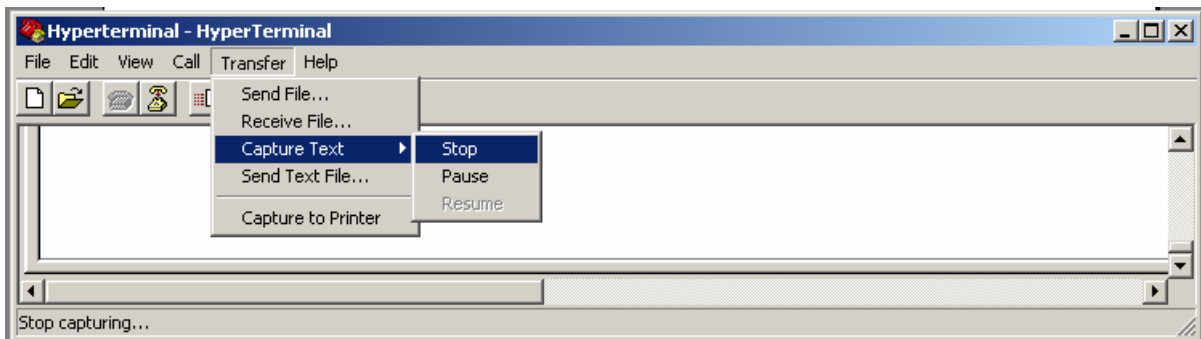 Hyperterminal - HyperTerminal
File Edit View Call Transfer Help
Send File...
Receive File...
Capture Text
Stop
Send Text File...
Pause
Resume
Capture to Printer
Stop capturing...